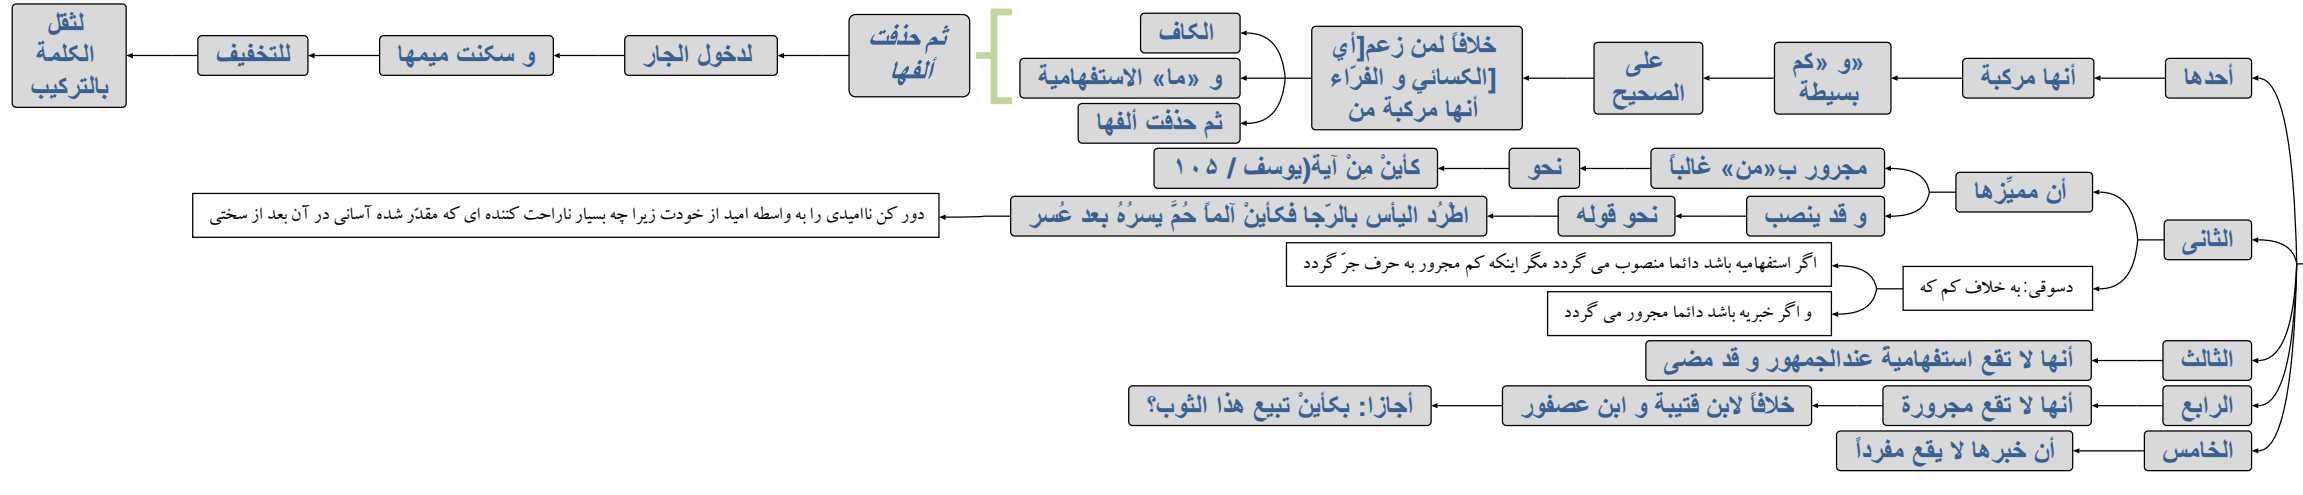 أحدها
أنها مركبة
«و «كم
بسيطة
على
الصحيح
خلافاً لمن زعم[أي
[الكسائي و الفرّاء
أنها مركبة من
الكاف
و «ما» الاستفهامية
ثم حذفت ألفها
ثم حذفت
ألفها
لدخول الجار
و سكنت ميمها
للتخفيف
لثقل
الكلمة
بالتركيب
الثانی
أن مميِّزها
مجرور بِ«من» غالباً
نحو
كأينْ مِنْ آية(يوسف / ١٠٥
و قد ينصب
نحو قوله
اطْرُد اليأس بالرّجا فكأينْ آلماً حُمَّ يسرُهُ بعد عُسر
دور کن ناامیدی را به واسطه امید از خودت زیرا چه بسیار ناراحت کننده ای که مقدّر شده آسانی در آن بعد از سختی
دسوقی: به خلاف کم که
اگر استفهامیه باشد دائما منصوب می گردد مگر اینکه کم مجرور به حرف جرّ گردد
و اگر خبریه باشد دائما مجرور می گردد
الثالث
أنها لا تقع استفهاميةً عندالجمهور و قد مضى
الرابع
أنها لا تقع مجرورة
خلافاً لابن قتيبة و ابن عصفور
أجازا: بكأينْ تبيع هذا الثوب؟
الخامس
أن خبرها لا يقع مفرداً